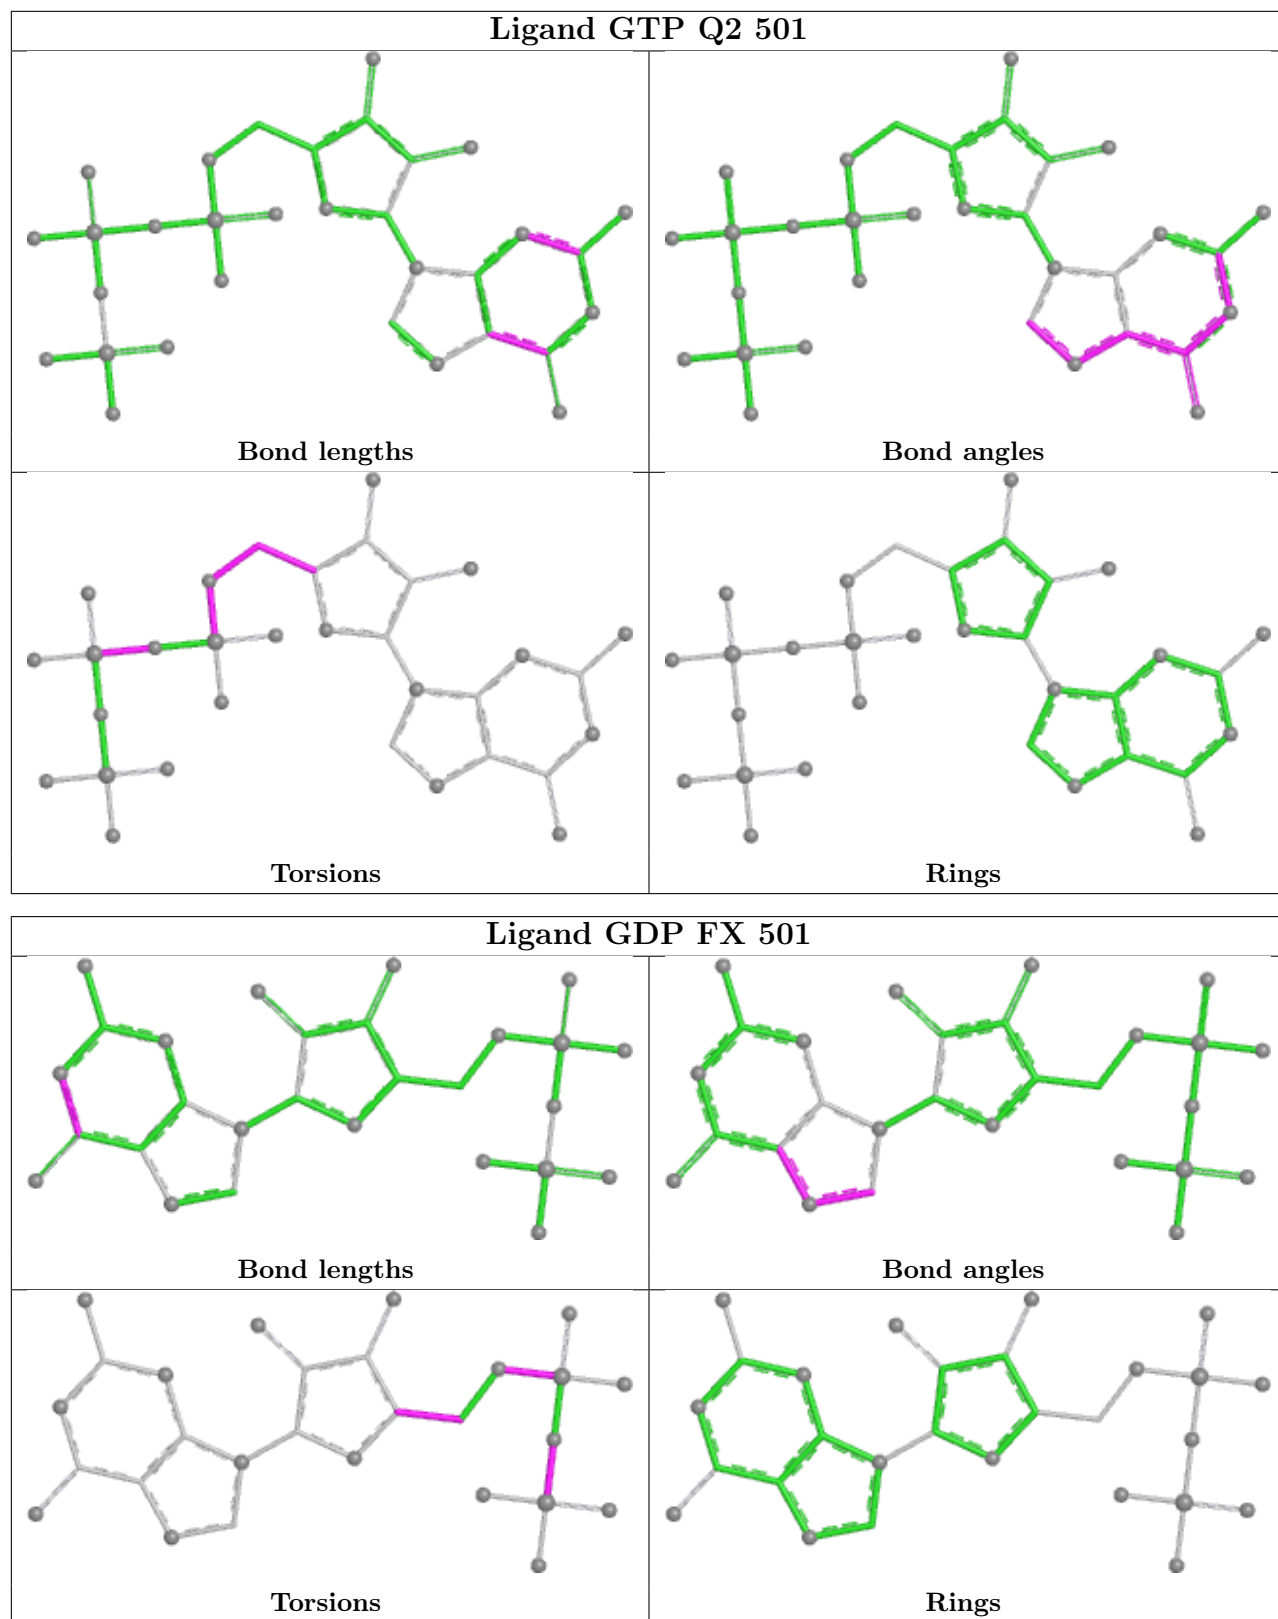 Ligand GTP Q2 501
Bond lengths
Bond angles
Torsions
Rings
Ligand GDP FX 501
Bond lengths
Bond angles
Torsions
Rings